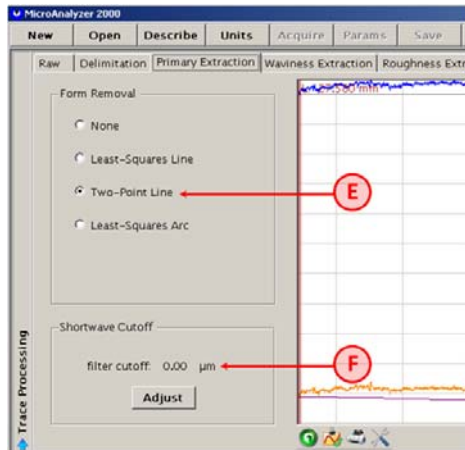 MicroAnalyzer 2000
New Open Describe Units Acquire Params Save
Raw Delimitation Primary Extraction Waviness Extraction Roughness Extr
Form Removal
None
Least-Squares Line
Two-Point Line
E
Least-Squares Arc
Shortwave Cutoff
filter cutoff: 0.00 µm
F
Adjust
Trace Processing